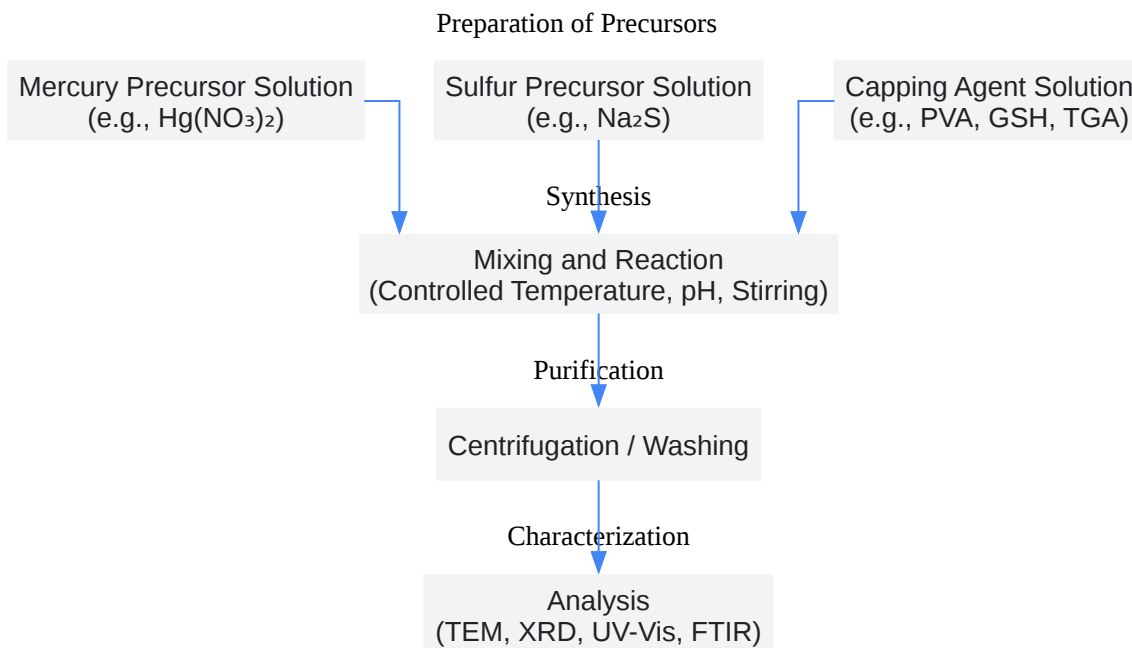 Preparation of Precursors
Mercury Precursor Solution
(e.g., Hg(NO₃)₂)
Sulfur Precursor Solution
(e.g., Na₂S)
Capping Agent Solution
(e.g., PVA, GSH, TGA)
Synthesis
Mixing and Reaction
(Controlled Temperature, pH, Stirring)
Purification
Centrifugation / Washing
Characterization
Analysis
(TEM, XRD, UV-Vis, FTIR)